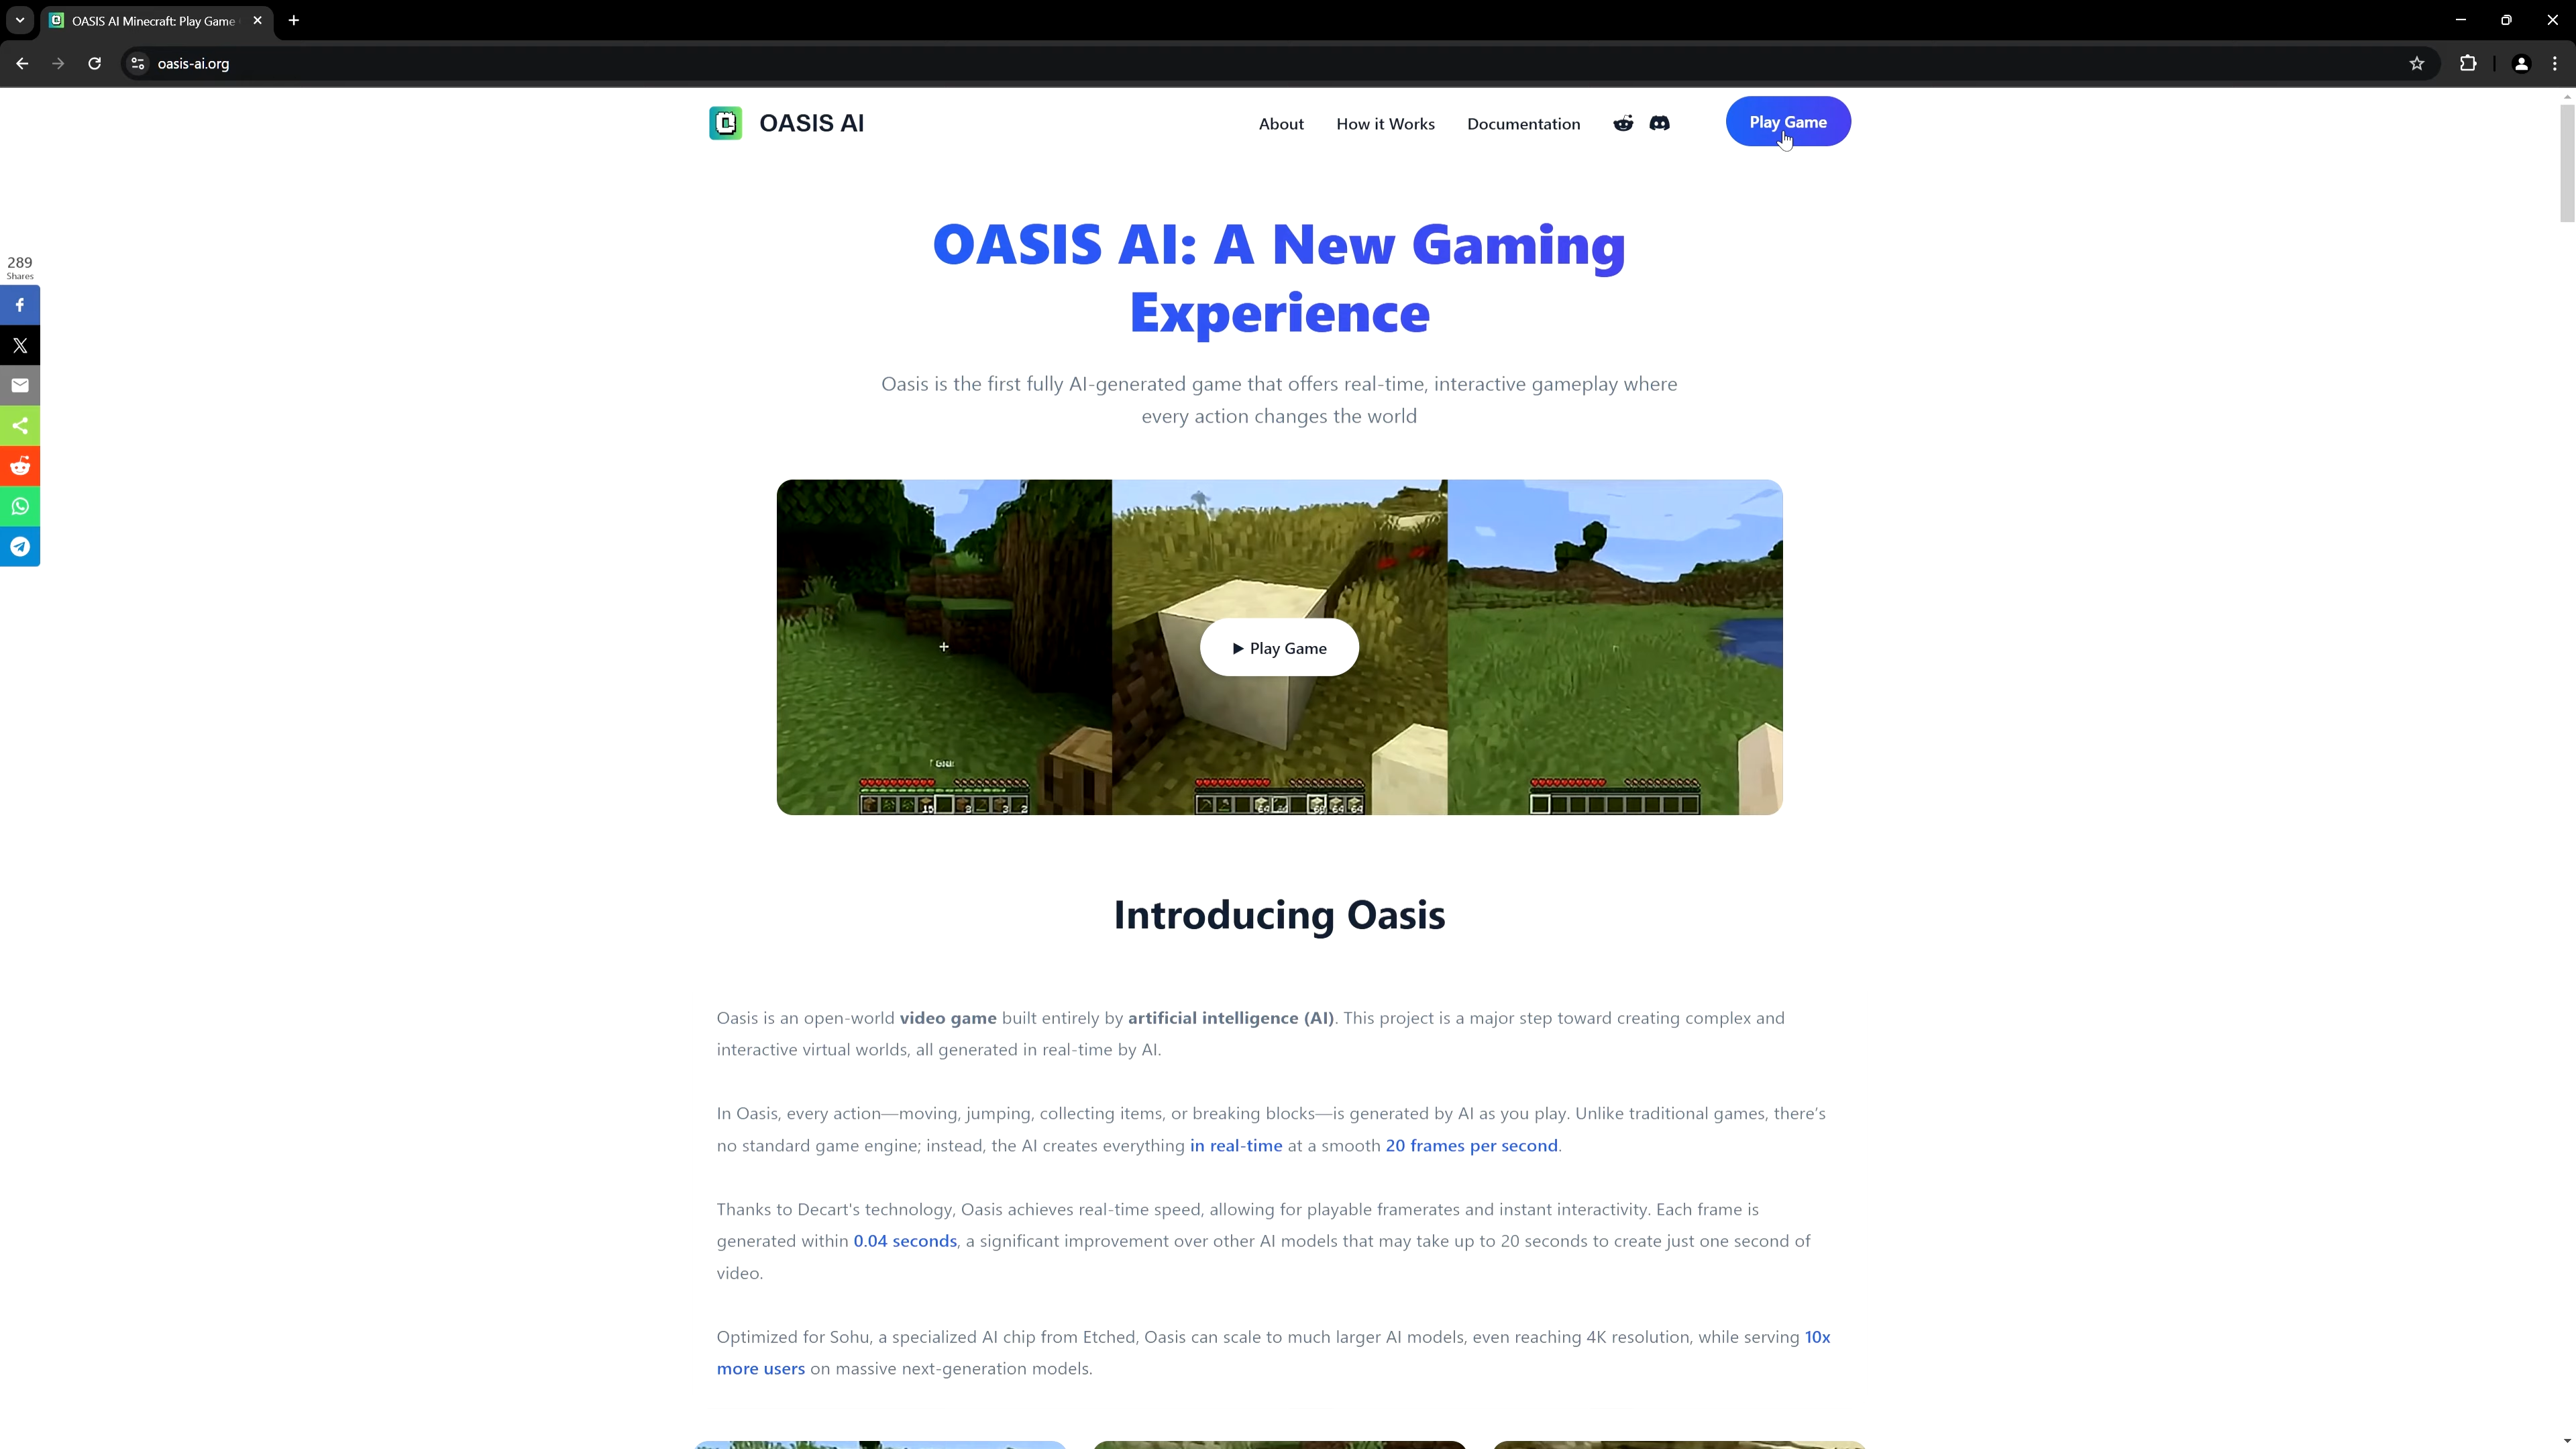 OASIS AI Minecraft: Play Game
oasis-ai.org
OASIS AI
About
How it Works
Documentation
Play Game
OASIS AI: A New Gaming
Experience
Oasis is the first fully AI-generated game that offers real-time, interactive gameplay where
every action changes the world
289
Shares
▶ Play Game
15
3
3
2
64
64
64
Introducing Oasis
Oasis is an open-world video game built entirely by artificial intelligence (AI). This project is a major step toward creating complex and
interactive virtual worlds, all generated in real-time by AI.
In Oasis, every action—moving, jumping, collecting items, or breaking blocks—is generated by AI as you play. Unlike traditional games, there's
no standard game engine; instead, the AI creates everything in real-time at a smooth 20 frames per second.
Thanks to Decart's technology, Oasis achieves real-time speed, allowing for playable framerates and instant interactivity. Each frame is
generated within 0.04 seconds, a significant improvement over other AI models that may take up to 20 seconds to create just one second of
video.
Optimized for Sohu, a specialized AI chip from Etched, Oasis can scale to much larger AI models, even reaching 4K resolution, while serving 10x
more users on massive next-generation models.